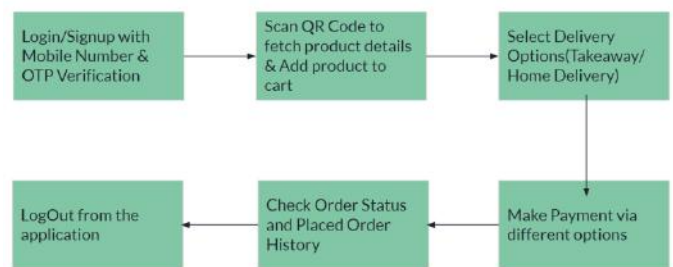 Login/Signup with
Mobile Number &
OTP Verification
Scan QR Code to
fetch product details
& Add product to
cart
Select Delivery
Options(Takeaway/
Home Delivery)
Make Payment via
different options
Check Order Status
and Placed Order
History
LogOut from the
application